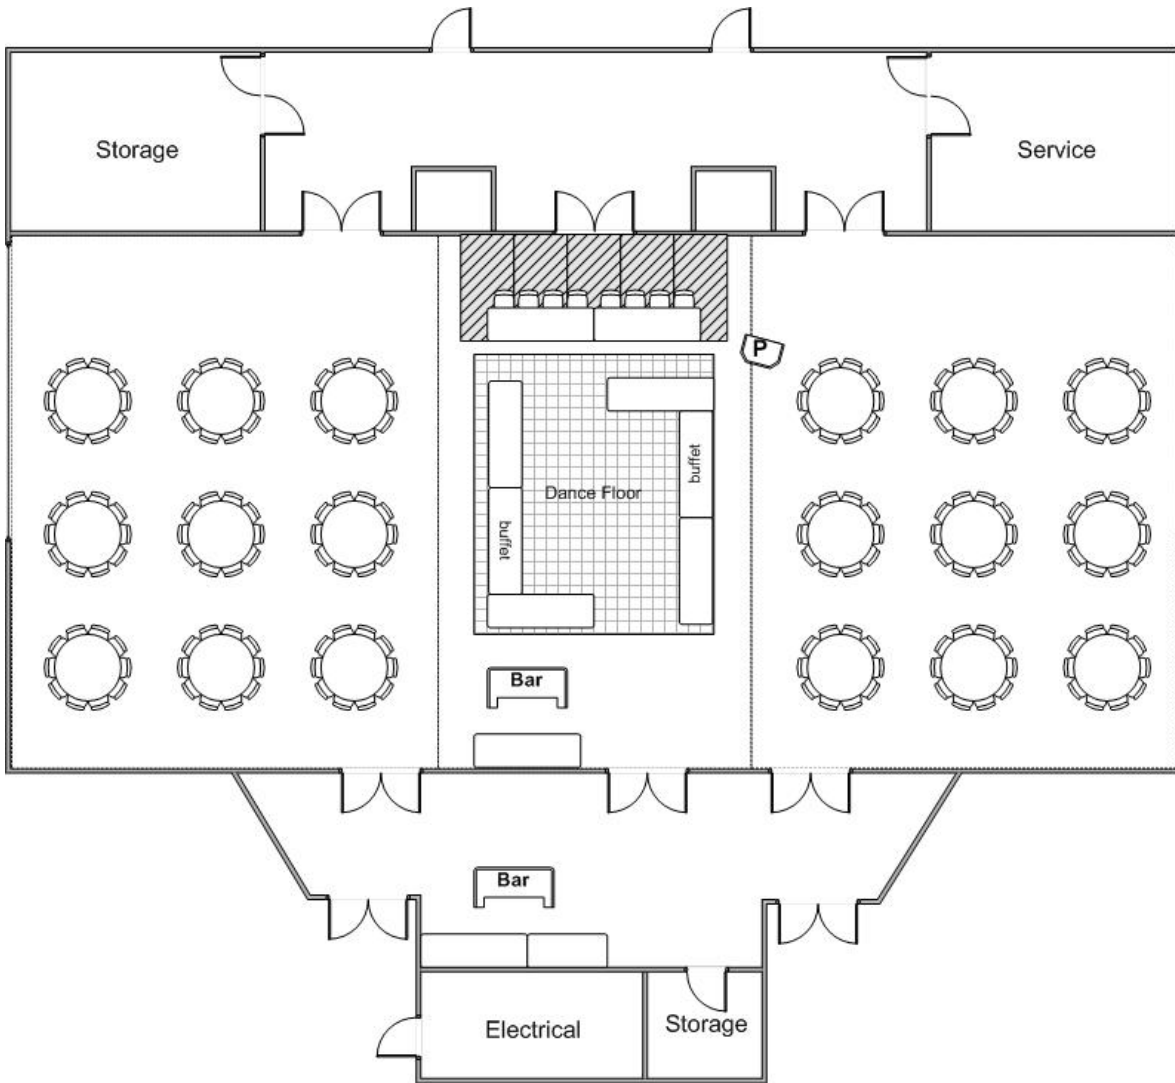 Storage
Service
P
buffet
Dance Floor
buffet
Bar
Bar
Electrical
Storage